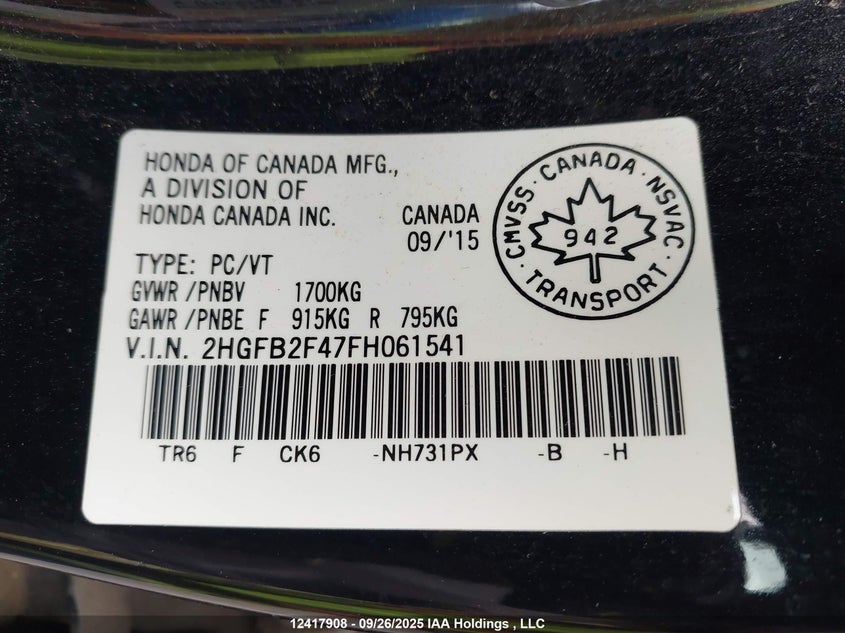 HONDA OF CANADA MFG.,
A DIVISION OF
HONDA CANADA INC.
CANADA
09/'15
CMVSS · CANADA · NSVAC ·
942
TRANSPORT
TYPE: PC/VT
GVWR /PNBV 1700KG
GAWR /PNBE F 915KG R 795KG
V.I.N. 2HGFB2F47FH061541
TR6 F CK6 -NH731PX -B -H
12417908 - 09/26/2025 IAA Holdings , LLC